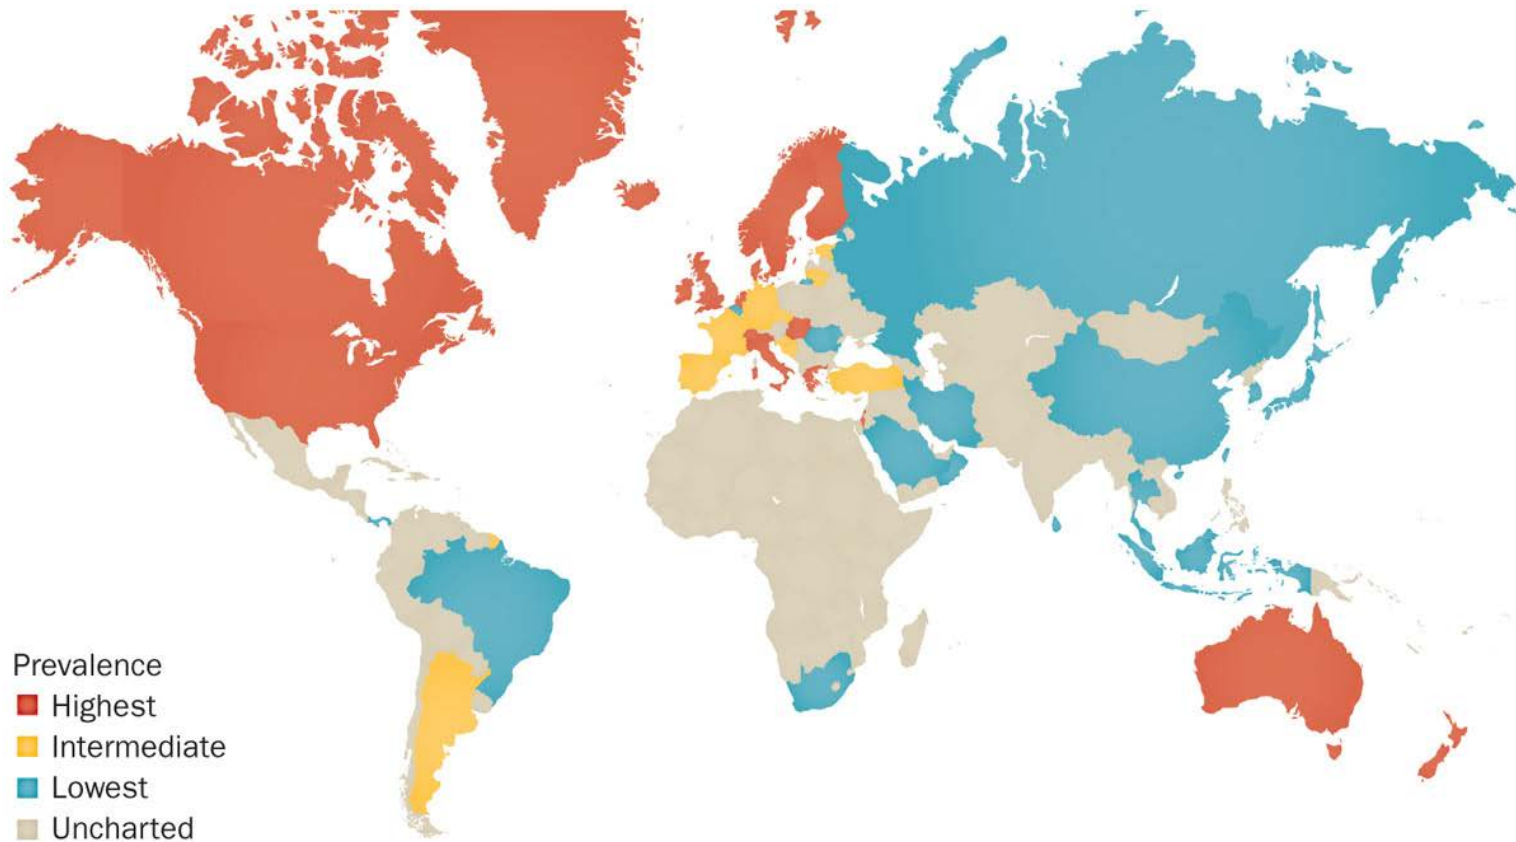 Prevalence
Highest
Intermediate
Lowest
Uncharted